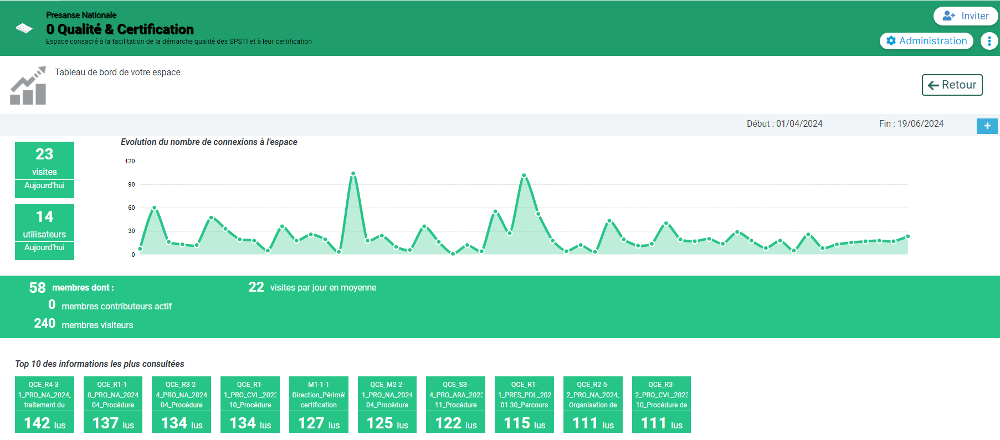 Presanse Nationale
0 Qualité & Certification
Espace consacré à la facilitation de la démarche qualité des SPSTI et à leur certification
Inviter
Administration
Tableau de bord de votre espace
Retour
Début : 01/04/2024 Fin : 19/06/2024
+
23
visites
Aujourd'hui
14
utilisateurs
Aujourd'hui
Evolution du nombre de connexions à l'espace
120
90
60
30
0
58 membres dont :
0 membres contributeurs actif
240 membres visiteurs
22 visites par jour en moyenne
Top 10 des informations les plus consultées
QCE_R4-3-
1_PRO_NA_2024_
traitement du
142 lus
QCE_R1-1-
8_PRO_NA_2024
04_Procédure
137 lus
QCE_R3-2-
4_PRO_NA_2024
04_Procédure
134 lus
QCE_R1-
1_PRO_CVL_2023
10_Procédure
134 lus
M1-1-1
Direction_Périmèt
certification
127 lus
QCE_M2-2-
1_PRO_NA_2024
04_Procédure
125 lus
QCE_S3-
4_PRO_ARA_2023
11_Procédure
122 lus
QCE_R1-
1_PRES_PDL_202
01 30_Parcours
115 lus
QCE_R2-5-
2_PRO_NA_2024_
Organisation de
111 lus
QCE_R3-
2_PRO_CVL_2023
10_Procédure de
111 lus